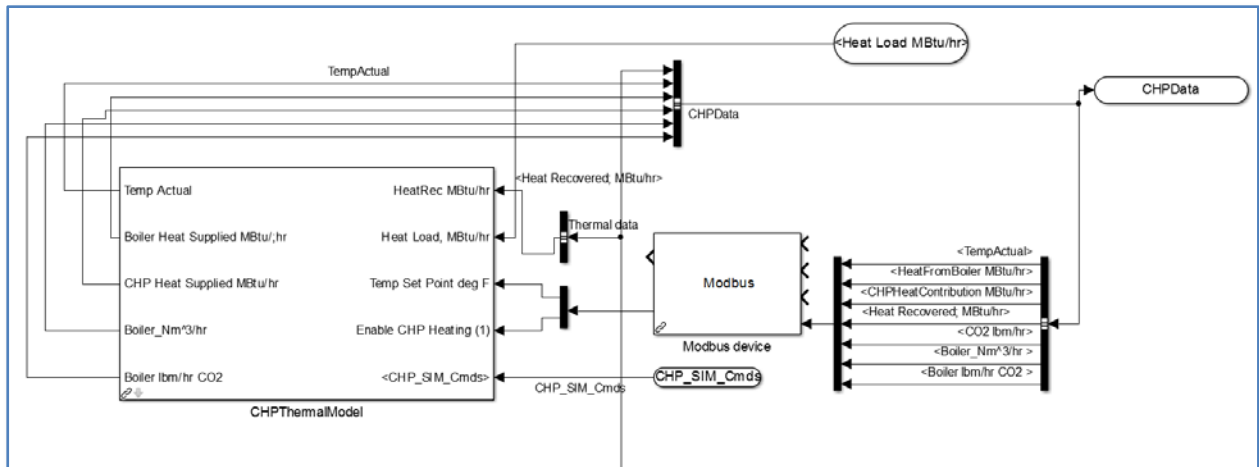 <Heat Load MBtu/hr>
TempActual
CHPData
CHPData
<Heat Recovered; MBtu/hr>
Temp Actual
HeatRec MBtu/hr
Thermal data
Boiler Heat Supplied MBtu/;hr
Heat Load, MBtu/hr
CHP Heat Supplied MBtu/hr
Temp Set Point deg F
Boiler_Nm^3/hr
Enable CHP Heating (1)
Boiler lbm/hr CO2
<CHP_SIM_Cmds>
CHPThermalModel
CHP_SIM_Cmds
CHP_SIM_Cmds
Modbus
Modbus device
<TempActual>
<HeatFromBoiler MBtu/hr>
<CHPHeatContribution MBtu/hr>
<Heat Recovered; MBtu/hr>
<CO2 lbm/hr>
<Boiler_Nm^3/hr >
<Boiler lbm/hr CO2 >